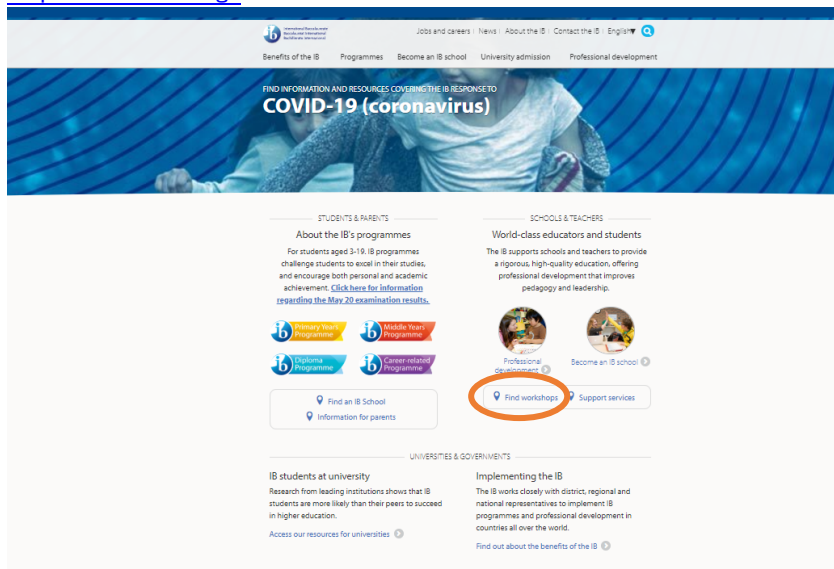 International Baccalaureate
Baccalauréat International
Bachillerato Internacional
Jobs and careers | News | About the IB | Contact the IB | English
Benefits of the IB Programmes Become an IB school University admission Professional development
FIND INFORMATION AND RESOURCES COVERING THE IB RESPONSE TO
COVID-19 (coronavirus)
STUDENTS & PARENTS
About the IB's programmes
For students aged 3-19. IB programmes
challenge students to excel in their studies,
and encourage both personal and academic
achievement. Click here for information
regarding the May 20 examination results.
ib Primary Years Programme
ib Middle Years Programme
ib Diploma Programme
ib Career-related Programme
Find an IB School
Information for parents
SCHOOLS & TEACHERS
World-class educators and students
The IB supports schools and teachers to provide
a rigorous, high-quality education, offering
professional development that improves
pedagogy and leadership.
Professional
development
Become an IB school
Find workshops
Support services
UNIVERSITIES & GOVERNMENTS
IB students at university
Research from leading institutions shows that IB
students are more likely than their peers to succeed
in higher education.
Access our resources for universities
Implementing the IB
The IB works closely with district, regional and
national representatives to implement IB
programmes and professional development in
countries all over the world.
Find out about the benefits of the IB